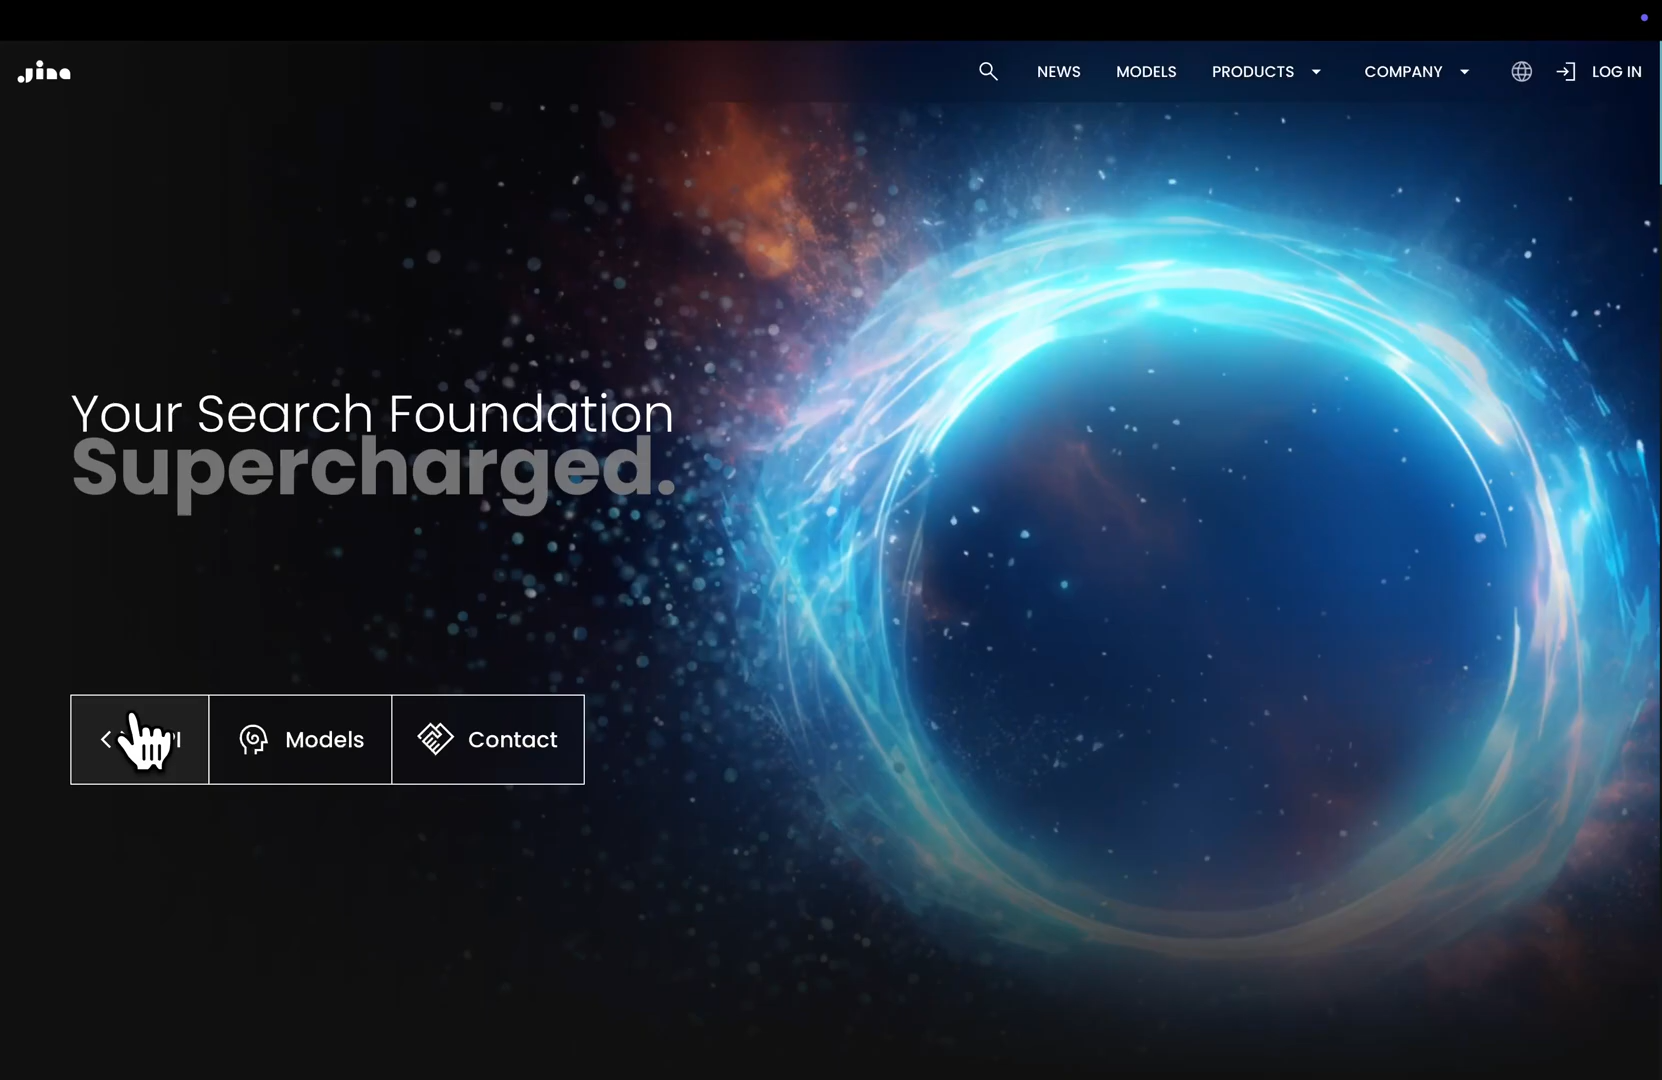 Jina
NEWS
MODELS
PRODUCTS
COMPANY
LOG IN
Your Search Foundation
Supercharged.
Models
Contact